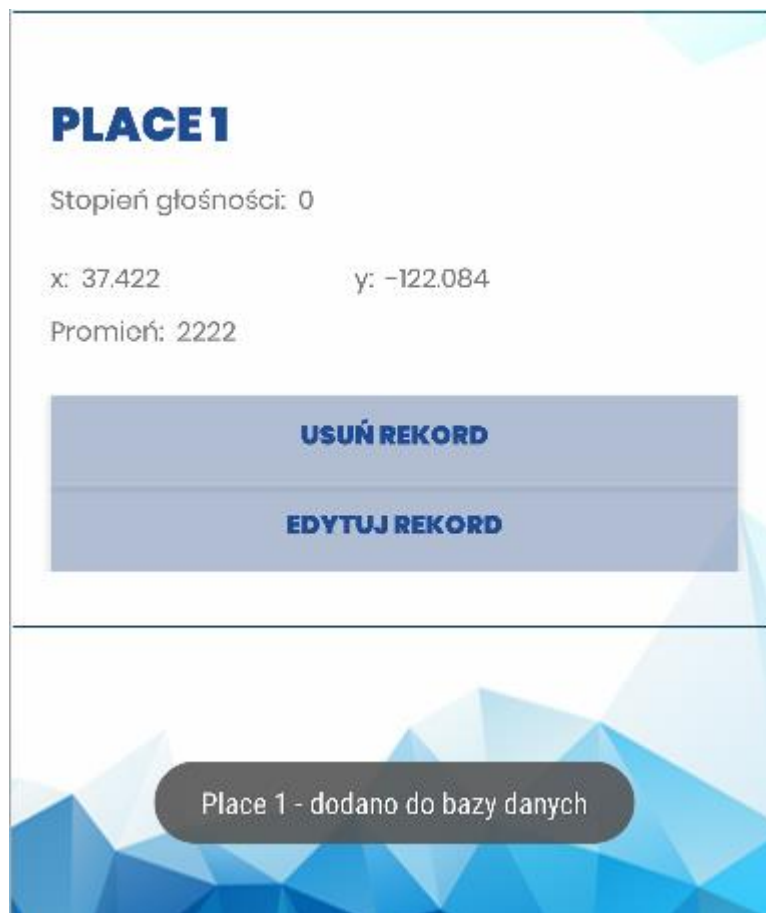 PLACE 1
Stopień głośności: 0
x: 37.422 y: -122.084
Promień: 2222
USUŃ REKORD
EDYTUJ REKORD
Place 1 - dodano do bazy danych